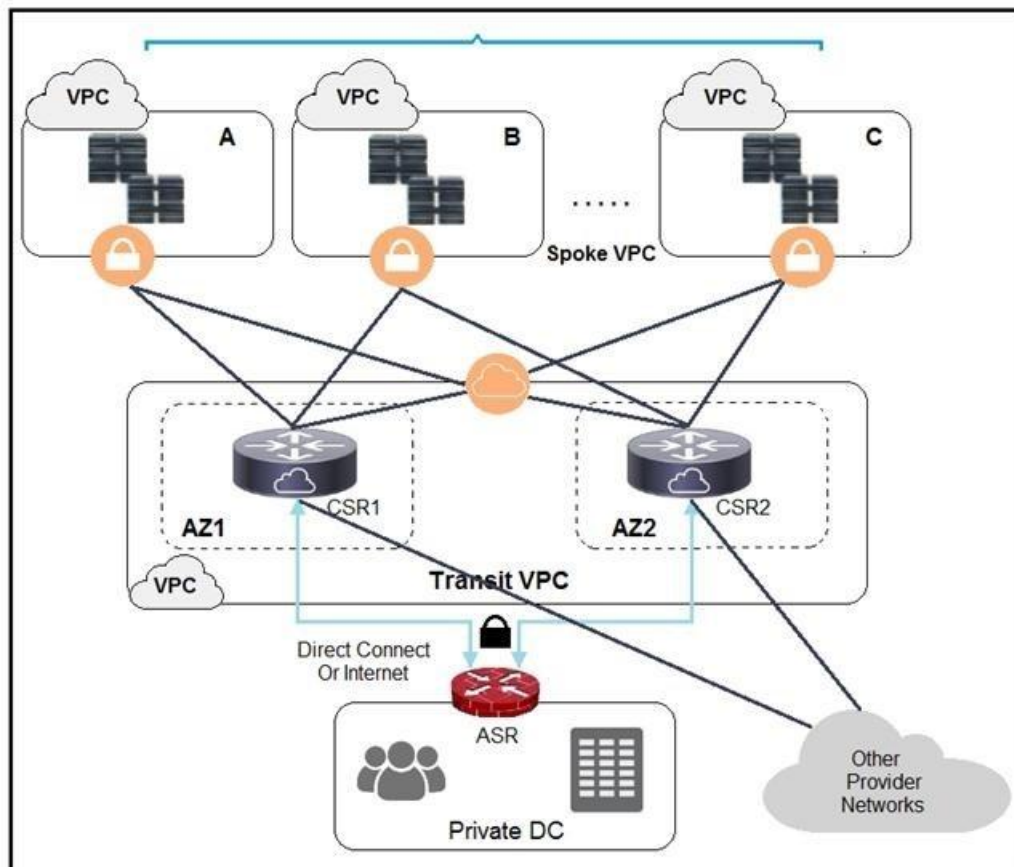 VPC
A
VPC
B
VPC
C
.....
Spoke VPC
CSR1
AZ1
CSR2
AZ2
VPC
Transit VPC
Direct Connect
Or Internet
ASR
Private DC
Other
Provider
Networks